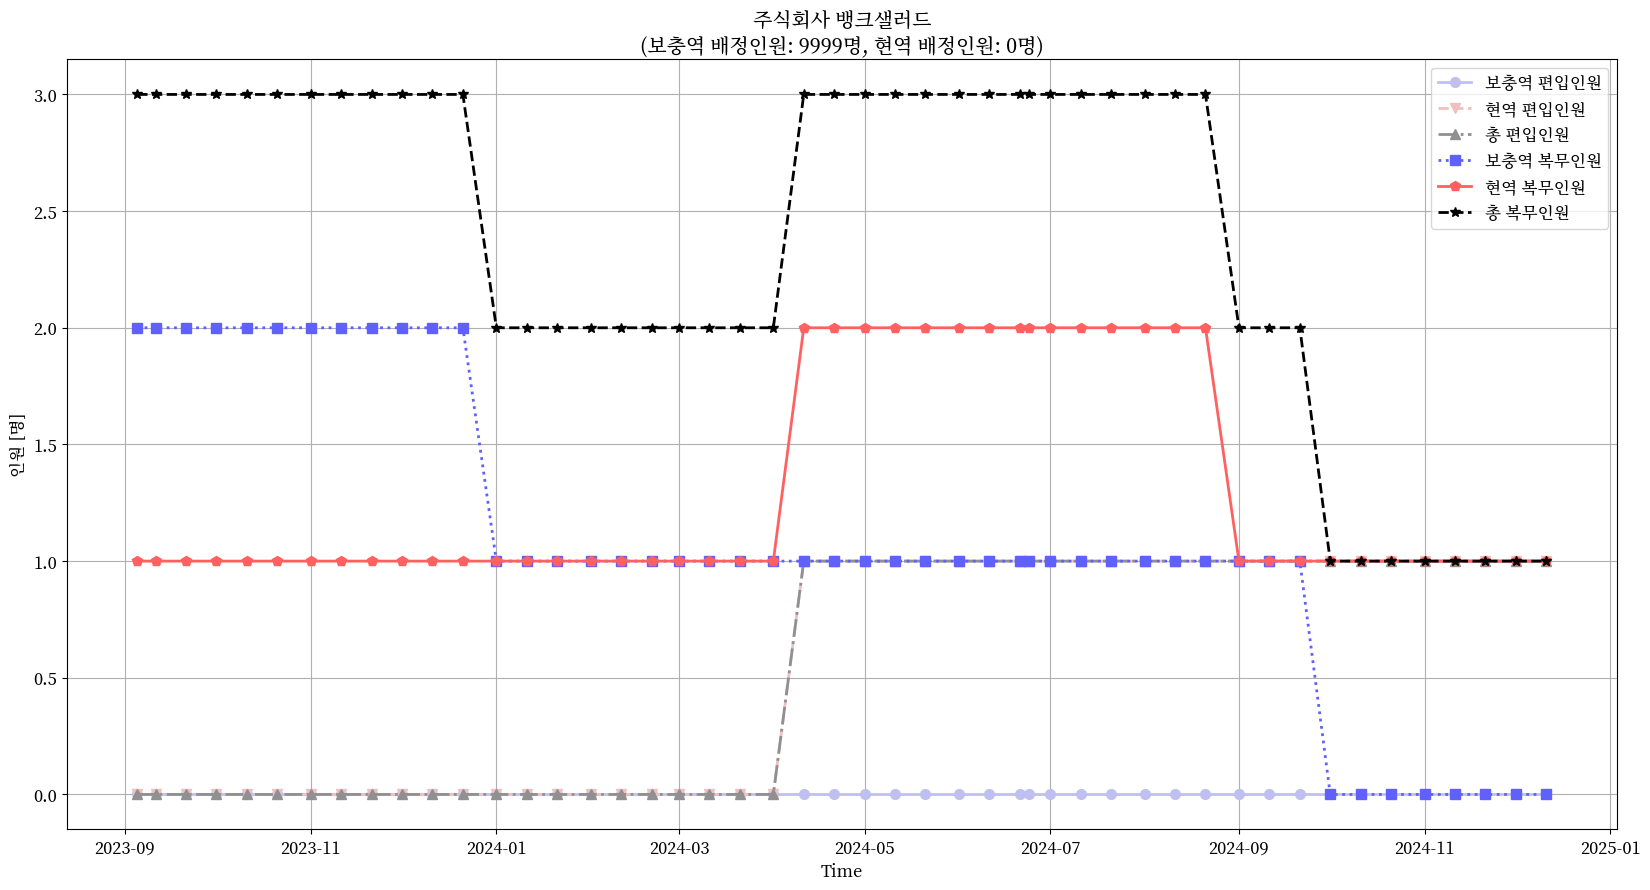 주식회사 뱅크샐러드
(보충역 배정인원: 9999명, 현역 배정인원: 0명)
보충역 편입인원
현역 편입인원
총 편입인원
보충역 복무인원
현역 복무인원
총 복무인원
인원 [명]
3.0
2.5
2.0
1.5
1.0
0.5
0.0
2023-09 2023-11 2024-01 2024-03 2024-05 2024-07 2024-09 2024-11 2025-01
Time